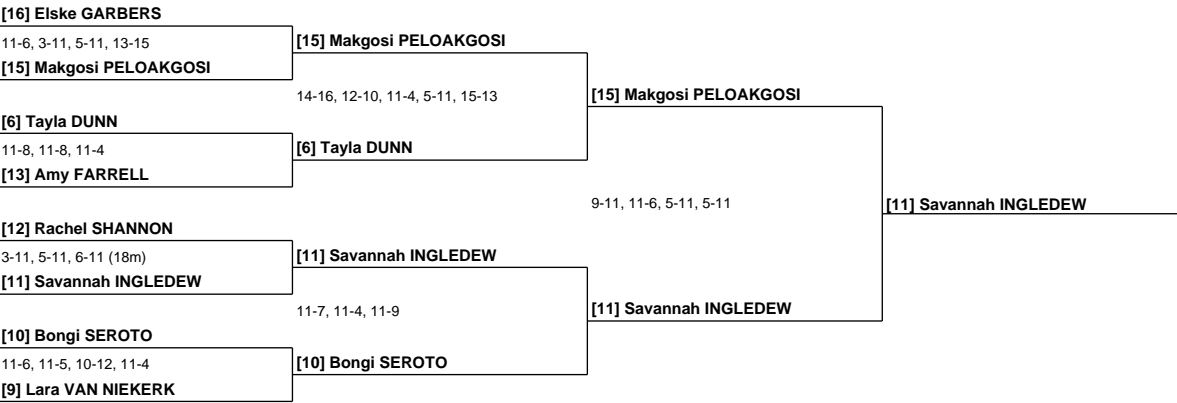 [16] Elske GARBERS
11-6, 3-11, 5-11, 13-15
[15] Makgosi PELOAKGOSI
[15] Makgosi PELOAKGOSI
14-16, 12-10, 11-4, 5-11, 15-13
[15] Makgosi PELOAKGOSI
[6] Tayla DUNN
11-8, 11-8, 11-4
[6] Tayla DUNN
[13] Amy FARRELL
9-11, 11-6, 5-11, 5-11
[11] Savannah INGLEDEW
[12] Rachel SHANNON
3-11, 5-11, 6-11 (18m)
[11] Savannah INGLEDEW
[11] Savannah INGLEDEW
11-7, 11-4, 11-9
[11] Savannah INGLEDEW
[10] Bongi SEROTO
11-6, 11-5, 10-12, 11-4
[10] Bongi SEROTO
[9] Lara VAN NIEKERK